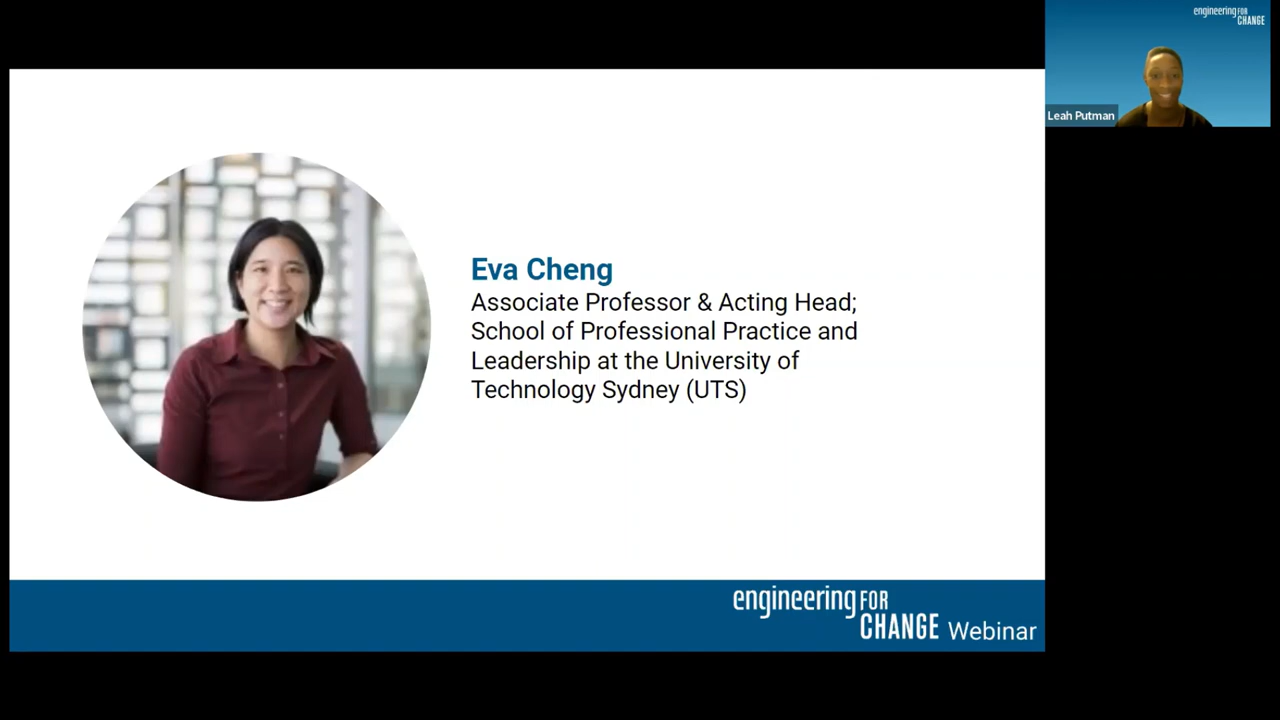 engineering FOR
CHANGE
Leah Putman
Eva Cheng
Associate Professor & Acting Head;
School of Professional Practice and
Leadership at the University of
Technology Sydney (UTS)
engineering FOR
CHANGE Webinar